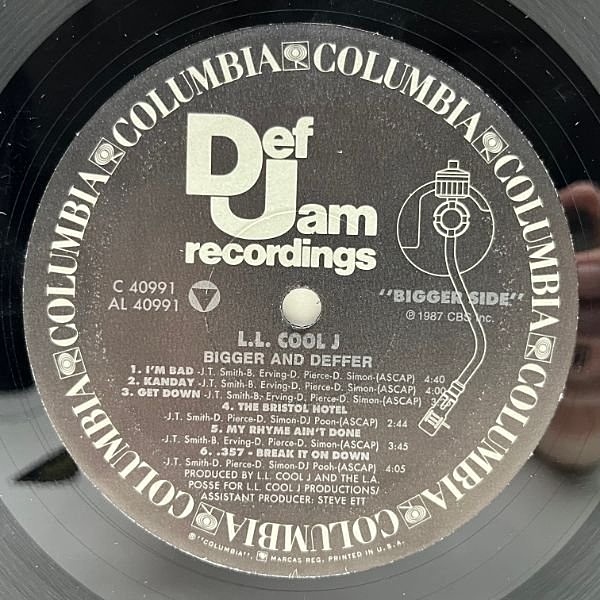 COLUMBIA COLUMBIA COLUMBIA COLUMBIA COLUMBIA COLUMBIA COLUMBIA COLUMBIA
Def
Jam
recordings
C 40991
AL 40991
"BIGGER SIDE"
℗ 1987 CBS Inc.
L.L. COOL J
BIGGER AND DEFFER
1. I'M BAD -J.T. Smith-B. Erving-D. Pierce-D. Simon-(ASCAP) 4:40
2. KANDAY -J.T. Smith-B. Erving-D. Pierce-D. Simon-(ASCAP) 4:00
3. GET DOWN -J.T. Smith-B. Erving-D. Pierce-D. Simon-(ASCAP)
4. THE BRISTOL HOTEL
-J.T. Smith-D. Pierce-D. Simon-DJ Pooh-(ASCAP) 2:44
5. MY RHYME AIN'T DONE
-J.T. Smith-B. Erving-D. Pierce-D. Simon-(ASCAP) 3:45
6. .357 - BREAK IT ON DOWN
-J.T. Smith-D. Pierce-D. Simon-DJ Pooh-(ASCAP) 4:05
PRODUCED BY L.L. COOL J AND THE L.A.
POSSE FOR L.L. COOL J PRODUCTIONS/
ASSISTANT PRODUCER: STEVE ETT
® "COLUMBIA", MARCAS REG. PRINTED IN U.S.A.